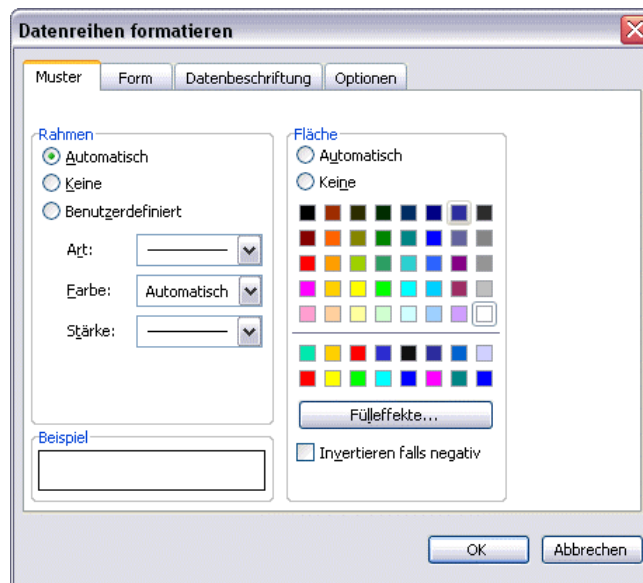 Datenreihen formatieren
Muster
Form
Datenbeschriftung
Optionen
Rahmen
Automatisch
Keine
Benutzerdefiniert
Art:
Farbe:
Automatisch
Stärke:
Beispiel
Fläche
Automatisch
Keine
Fülleffekte...
Invertieren falls negativ
OK
Abbrechen